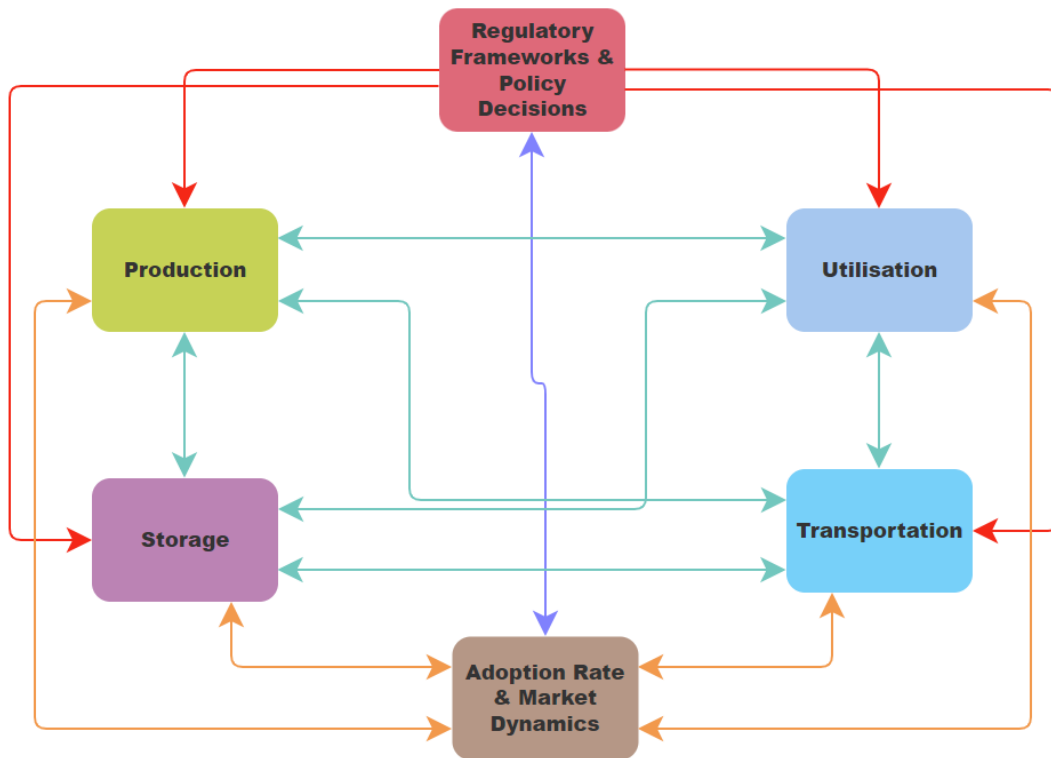 Regulatory
Frameworks &
Policy
Decisions
Production
Utilisation
Storage
Transportation
Adoption Rate
& Market
Dynamics